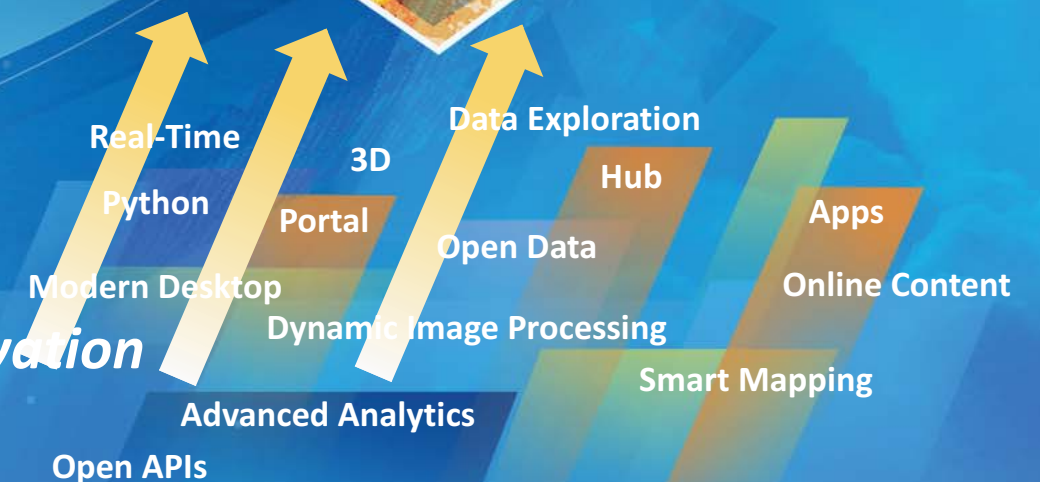 Data Exploration
Real-Time
3D
Hub
Python
Apps
Portal
Open Data
Modern Desktop
Online Content
Dynamic Image Processing
vation
Smart Mapping
Advanced Analytics
Open APIs